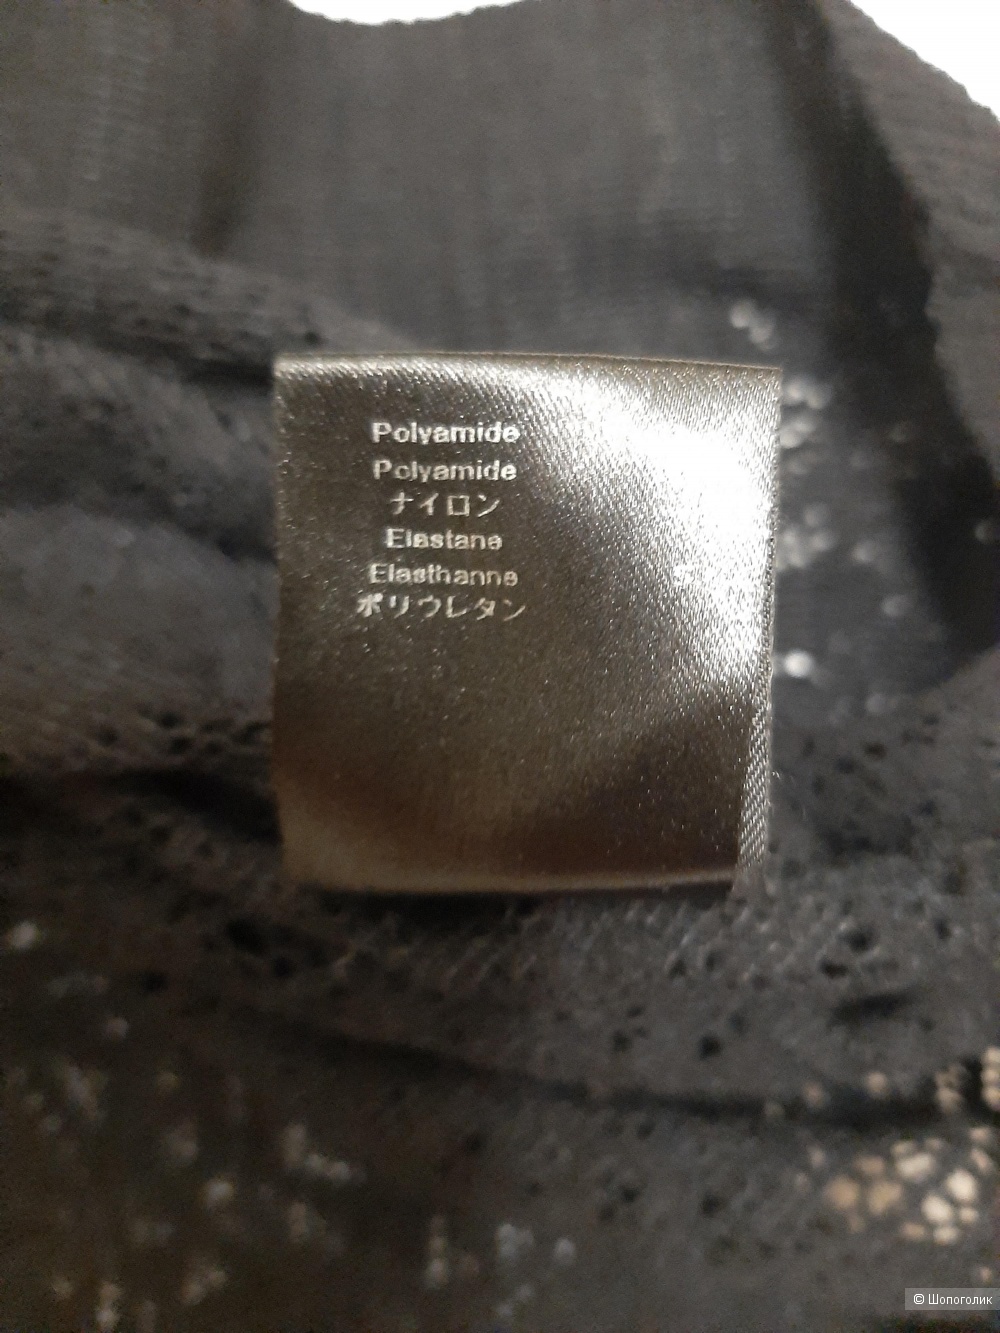 Polyamide
Polyamide
ナイロン
Elastane
Elasthanne
ポリウレタン
© Шопоголик